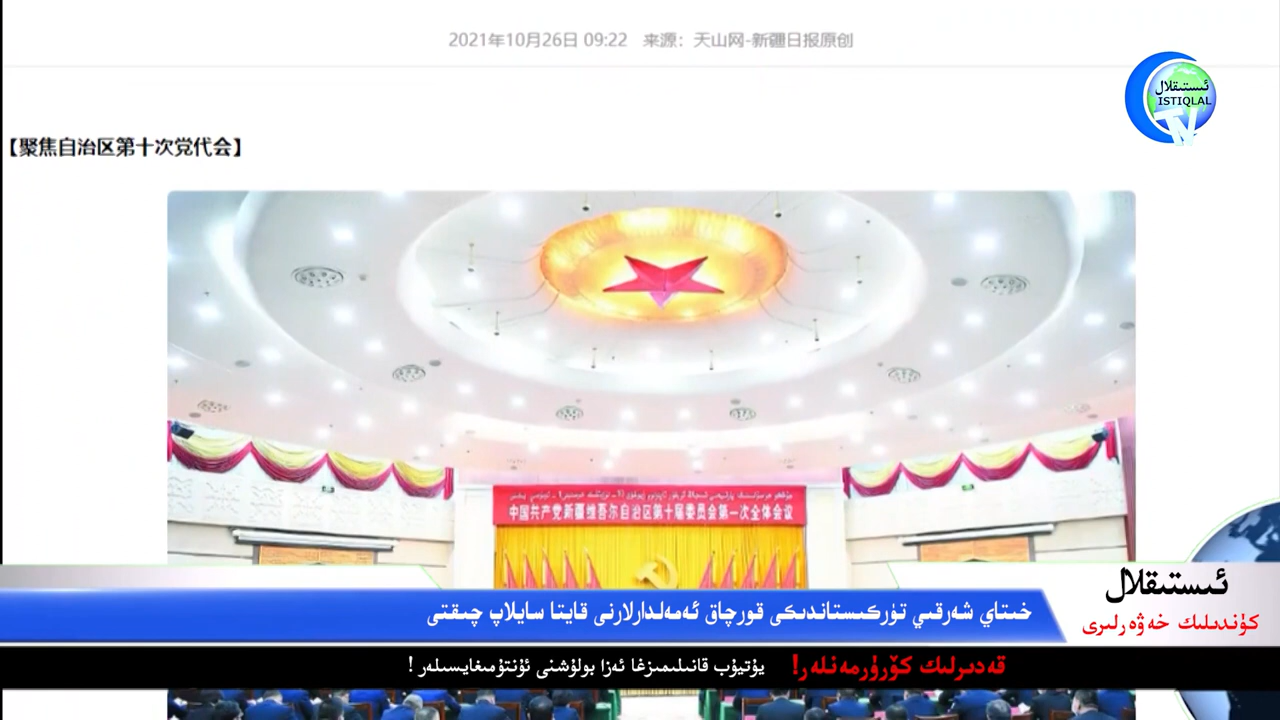 2021年10月26日 09:22 来源：天山网-新疆日报原创
ئىستىقلال
ISTIQLAL
TV
【聚焦自治区第十次党代会】
中国共产党新疆维吾尔自治区第十届委员会第一次全体会议
ئىستىقلال
كۈندىلىك خەۋەرلىرى
خىتاي شەرقىي تۈركىستاندىكى قورچاق ئەمەلدارلارنى قايتا سايلاپ چىقتى
قەدىرلىك كۆرۈرمەنلەر!
يۇتيۇب قانىلىمىزغا ئەزا بولۇشنى ئۇنتۇمىغايسىلەر !